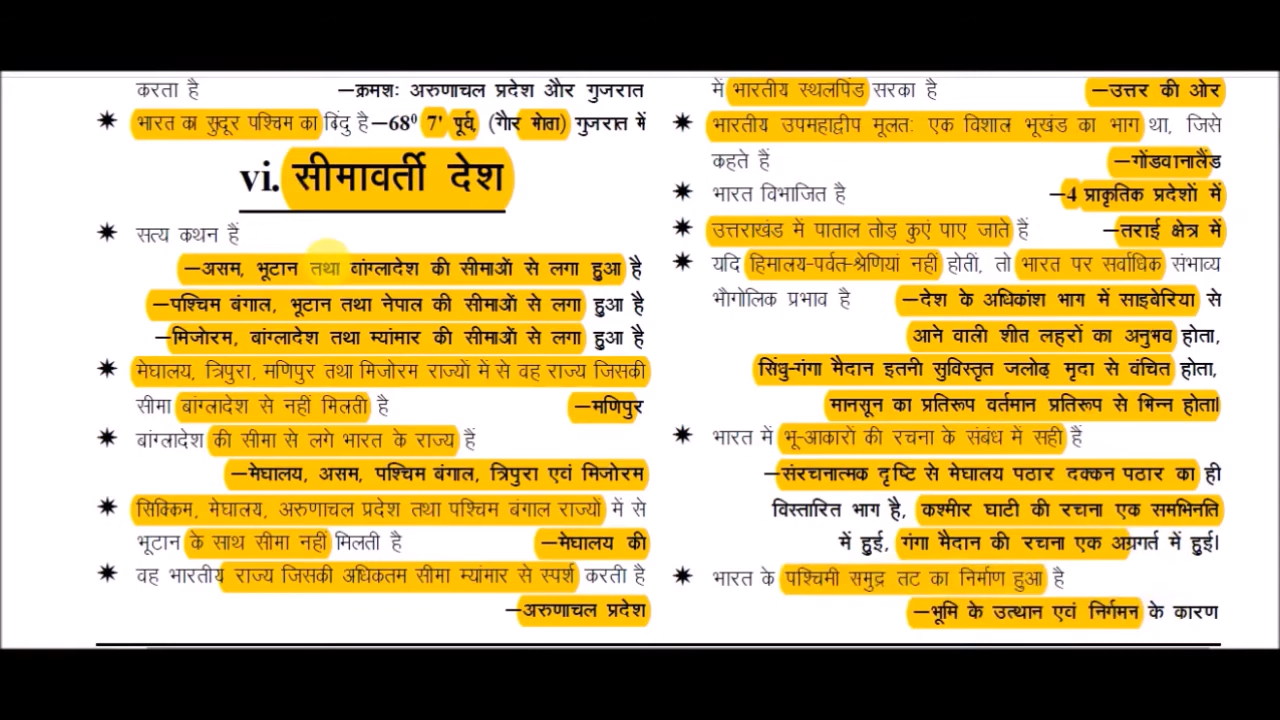 करता है —क्रमशः अरुणाचल प्रदेश और गुजरात
✷ भारत का सुदूर पश्चिम का बिंदु है—68⁰ 7' पूर्व, (गौर मोता) गुजरात में
vi. सीमावर्ती देश
✷ सत्य कथन हैं
—असम, भूटान तथा बांग्लादेश की सीमाओं से लगा हुआ है
—पश्चिम बंगाल, भूटान तथा नेपाल की सीमाओं से लगा हुआ है
—मिजोरम, बांग्लादेश तथा म्यांमार की सीमाओं से लगा हुआ है
✷ मेघालय, त्रिपुरा, मणिपुर तथा मिजोरम राज्यों में से वह राज्य जिसकी
सीमा बांग्लादेश से नहीं मिलती है —मणिपुर
✷ बांग्लादेश की सीमा से लगे भारत के राज्य हैं
—मेघालय, असम, पश्चिम बंगाल, त्रिपुरा एवं मिजोरम
✷ सिक्किम, मेघालय, अरुणाचल प्रदेश तथा पश्चिम बंगाल राज्यों में से
भूटान के साथ सीमा नहीं मिलती है —मेघालय की
✷ वह भारतीय राज्य जिसकी अधिकतम सीमा म्यांमार से स्पर्श करती है
—अरुणाचल प्रदेश
में भारतीय स्थलपिंड सरका है —उत्तर की ओर
✷ भारतीय उपमहाद्वीप मूलतः एक विशाल भूखंड का भाग था, जिसे
कहते हैं —गोंडवानालैंड
✷ भारत विभाजित है —4 प्राकृतिक प्रदेशों में
✷ उत्तराखंड में पाताल तोड़ कुएं पाए जाते हैं —तराई क्षेत्र में
✷ यदि हिमालय-पर्वत-श्रेणियां नहीं होतीं, तो भारत पर सर्वाधिक संभाव्य
भौगोलिक प्रभाव है —देश के अधिकांश भाग में साइबेरिया से
आने वाली शीत लहरों का अनुभव होता,
सिंधु-गंगा मैदान इतनी सुविस्तृत जलोढ़ मृदा से वंचित होता,
मानसून का प्रतिरूप वर्तमान प्रतिरूप से भिन्न होता।
✷ भारत में भू-आकारों की रचना के संबंध में सही हैं
—संरचनात्मक दृष्टि से मेघालय पठार दक्कन पठार का ही
विस्तारित भाग है, कश्मीर घाटी की रचना एक समभिनति
में हुई, गंगा मैदान की रचना एक अग्रगर्त में हुई।
✷ भारत के पश्चिमी समुद्र तट का निर्माण हुआ है
—भूमि के उत्थान एवं निर्गमन के कारण